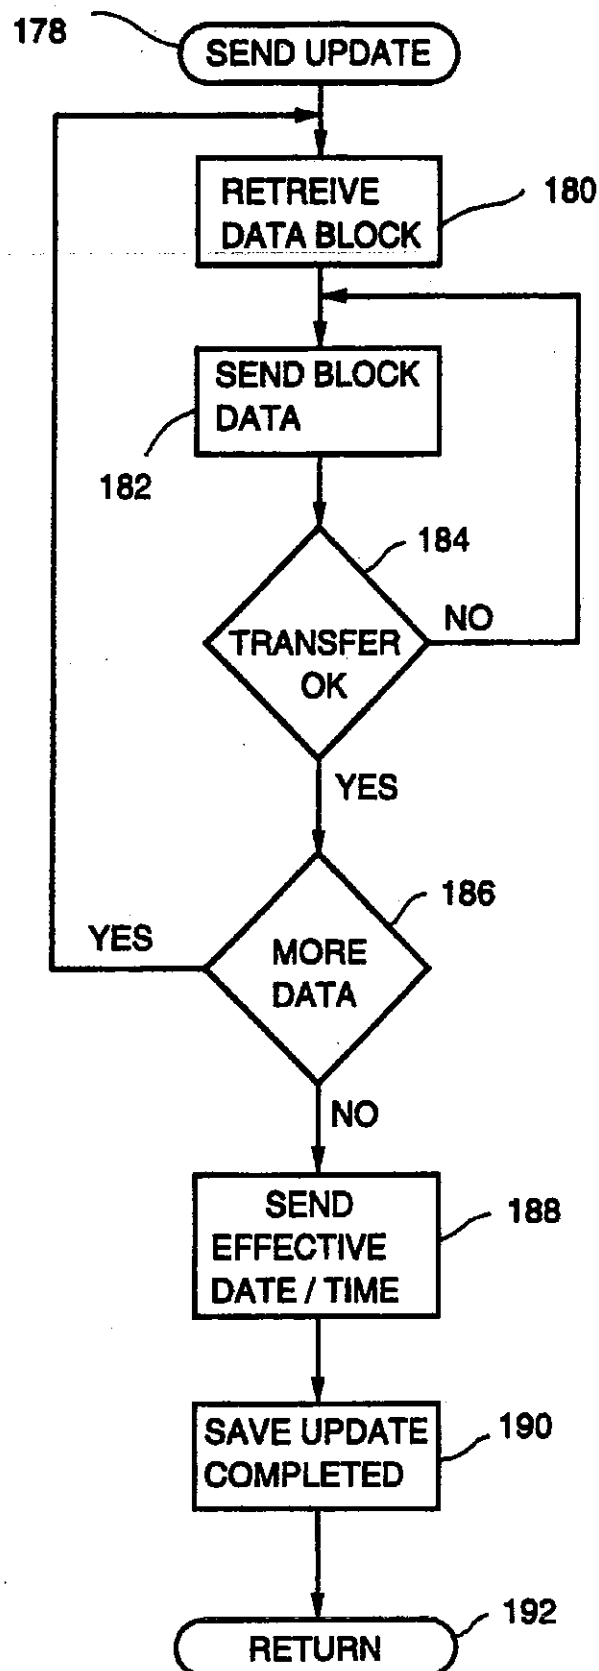 178
SEND UPDATE
RETREIVE
DATA BLOCK
180
SEND BLOCK
DATA
182
184
TRANSFER
OK
NO
YES
186
YES
MORE
DATA
NO
SEND
EFFECTIVE
DATE / TIME
188
SAVE UPDATE
COMPLETED
190
192
RETURN